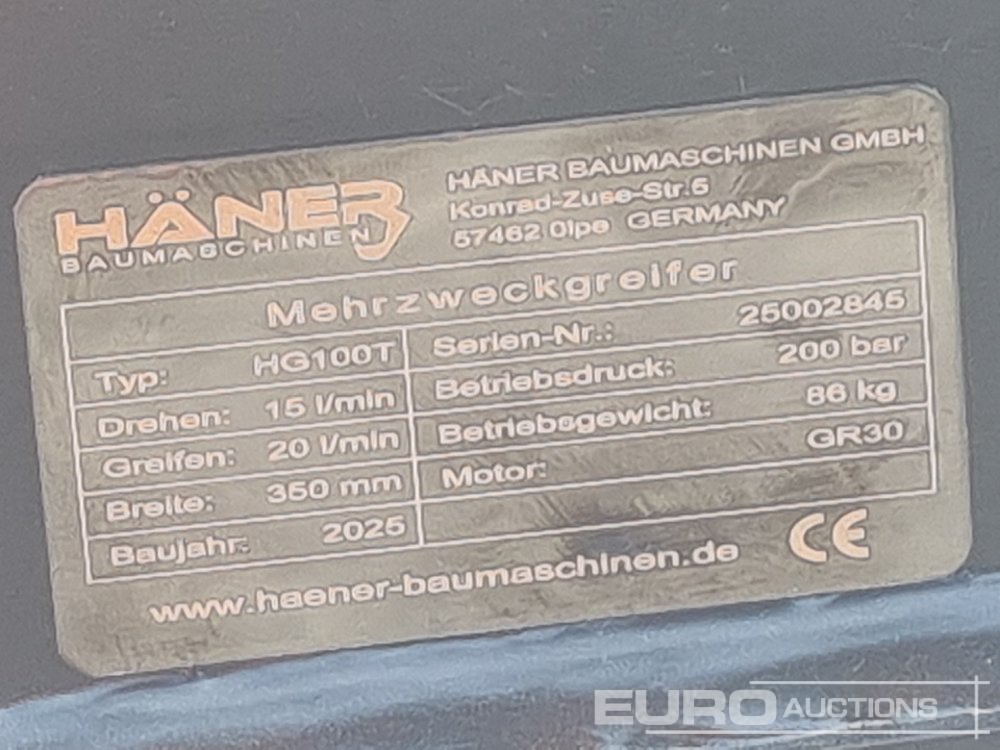 HÄNER
BAUMASCHINEN
HÄNER BAUMASCHINEN GMBH
Konrad-Zuse-Str.5
57462 Olpe GERMANY
Mehrzweckgreifer
Typ: HG100T
Serien-Nr.: 25002845
Drehen: 15 l/min
Betriebsdruck: 200 bar
Greifen: 20 l/min
Betriebsgewicht: 86 kg
Breite: 350 mm
Motor: GR30
Baujahr: 2025
www.haener-baumaschinen.de
CE
EURO AUCTIONS